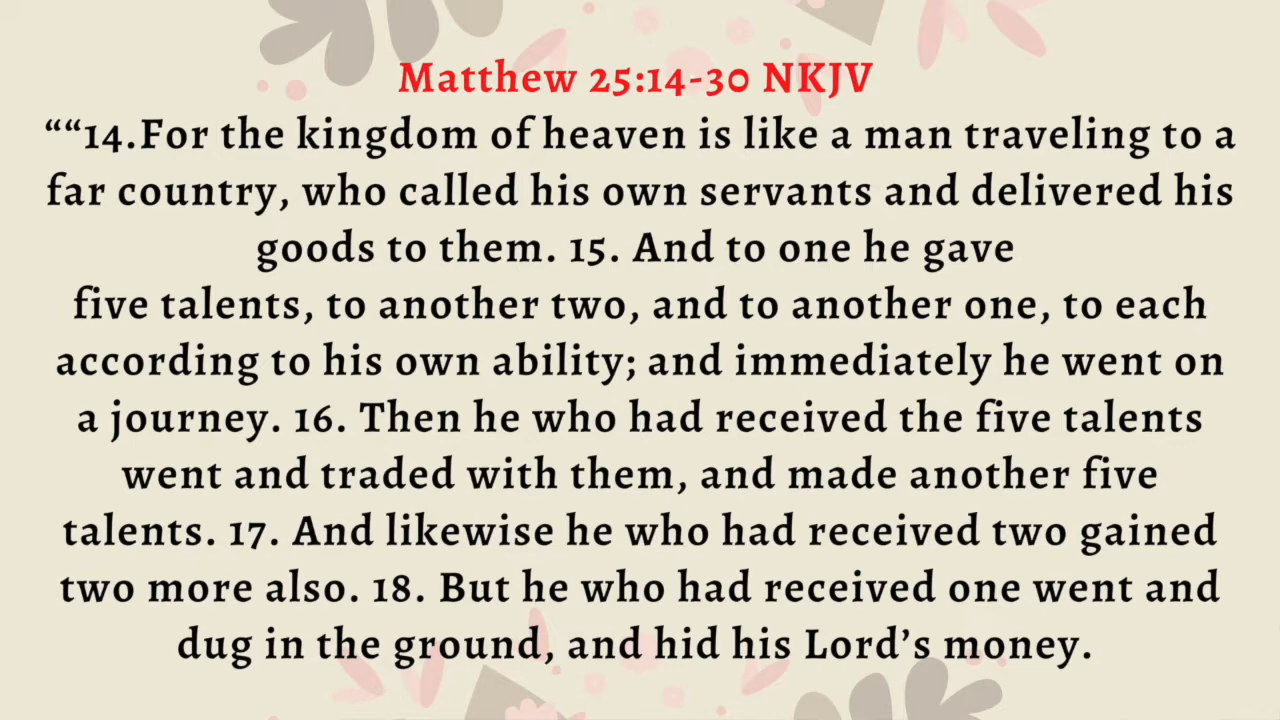 Matthew 25:14-30 NKJV
““14.For the kingdom of heaven is like a man traveling to a
far country, who called his own servants and delivered his
goods to them. 15. And to one he gave
five talents, to another two, and to another one, to each
according to his own ability; and immediately he went on
a journey. 16. Then he who had received the five talents
went and traded with them, and made another five
talents. 17. And likewise he who had received two gained
two more also. 18. But he who had received one went and
dug in the ground, and hid his Lord’s money.